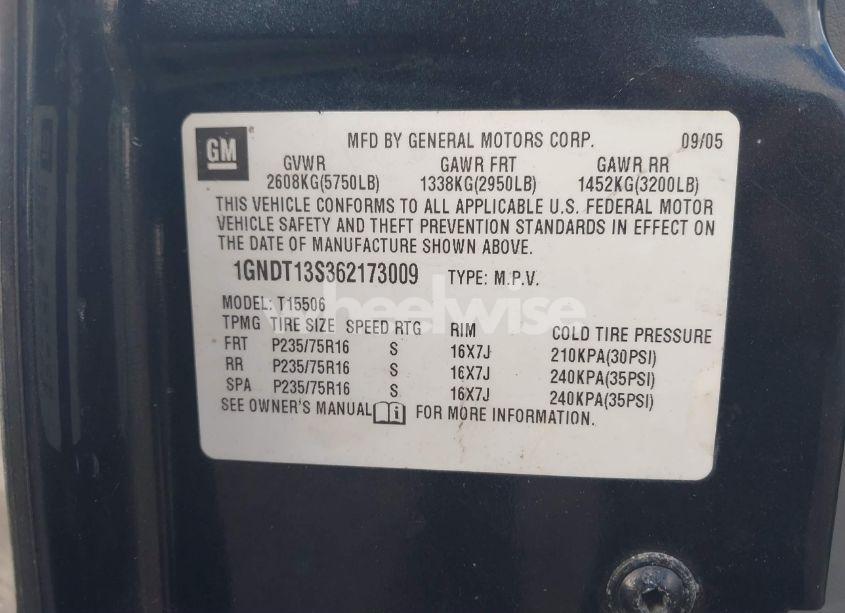 GM
MFD BY GENERAL MOTORS CORP. 09/05
GVWR GAWR FRT GAWR RR
2608KG(5750LB) 1338KG(2950LB) 1452KG(3200LB)
THIS VEHICLE CONFORMS TO ALL APPLICABLE U.S. FEDERAL MOTOR
VEHICLE SAFETY AND THEFT PREVENTION STANDARDS IN EFFECT ON
THE DATE OF MANUFACTURE SHOWN ABOVE.
1GNDT13S362173009 TYPE: M.P.V.
MODEL: T15506
wheelwise
TPMG TIRE SIZE SPEED RTG RIM COLD TIRE PRESSURE
FRT P235/75R16 S 16X7J 210KPA(30PSI)
RR P235/75R16 S 16X7J 240KPA(35PSI)
SPA P235/75R16 S 16X7J 240KPA(35PSI)
SEE OWNER'S MANUAL i FOR MORE INFORMATION.